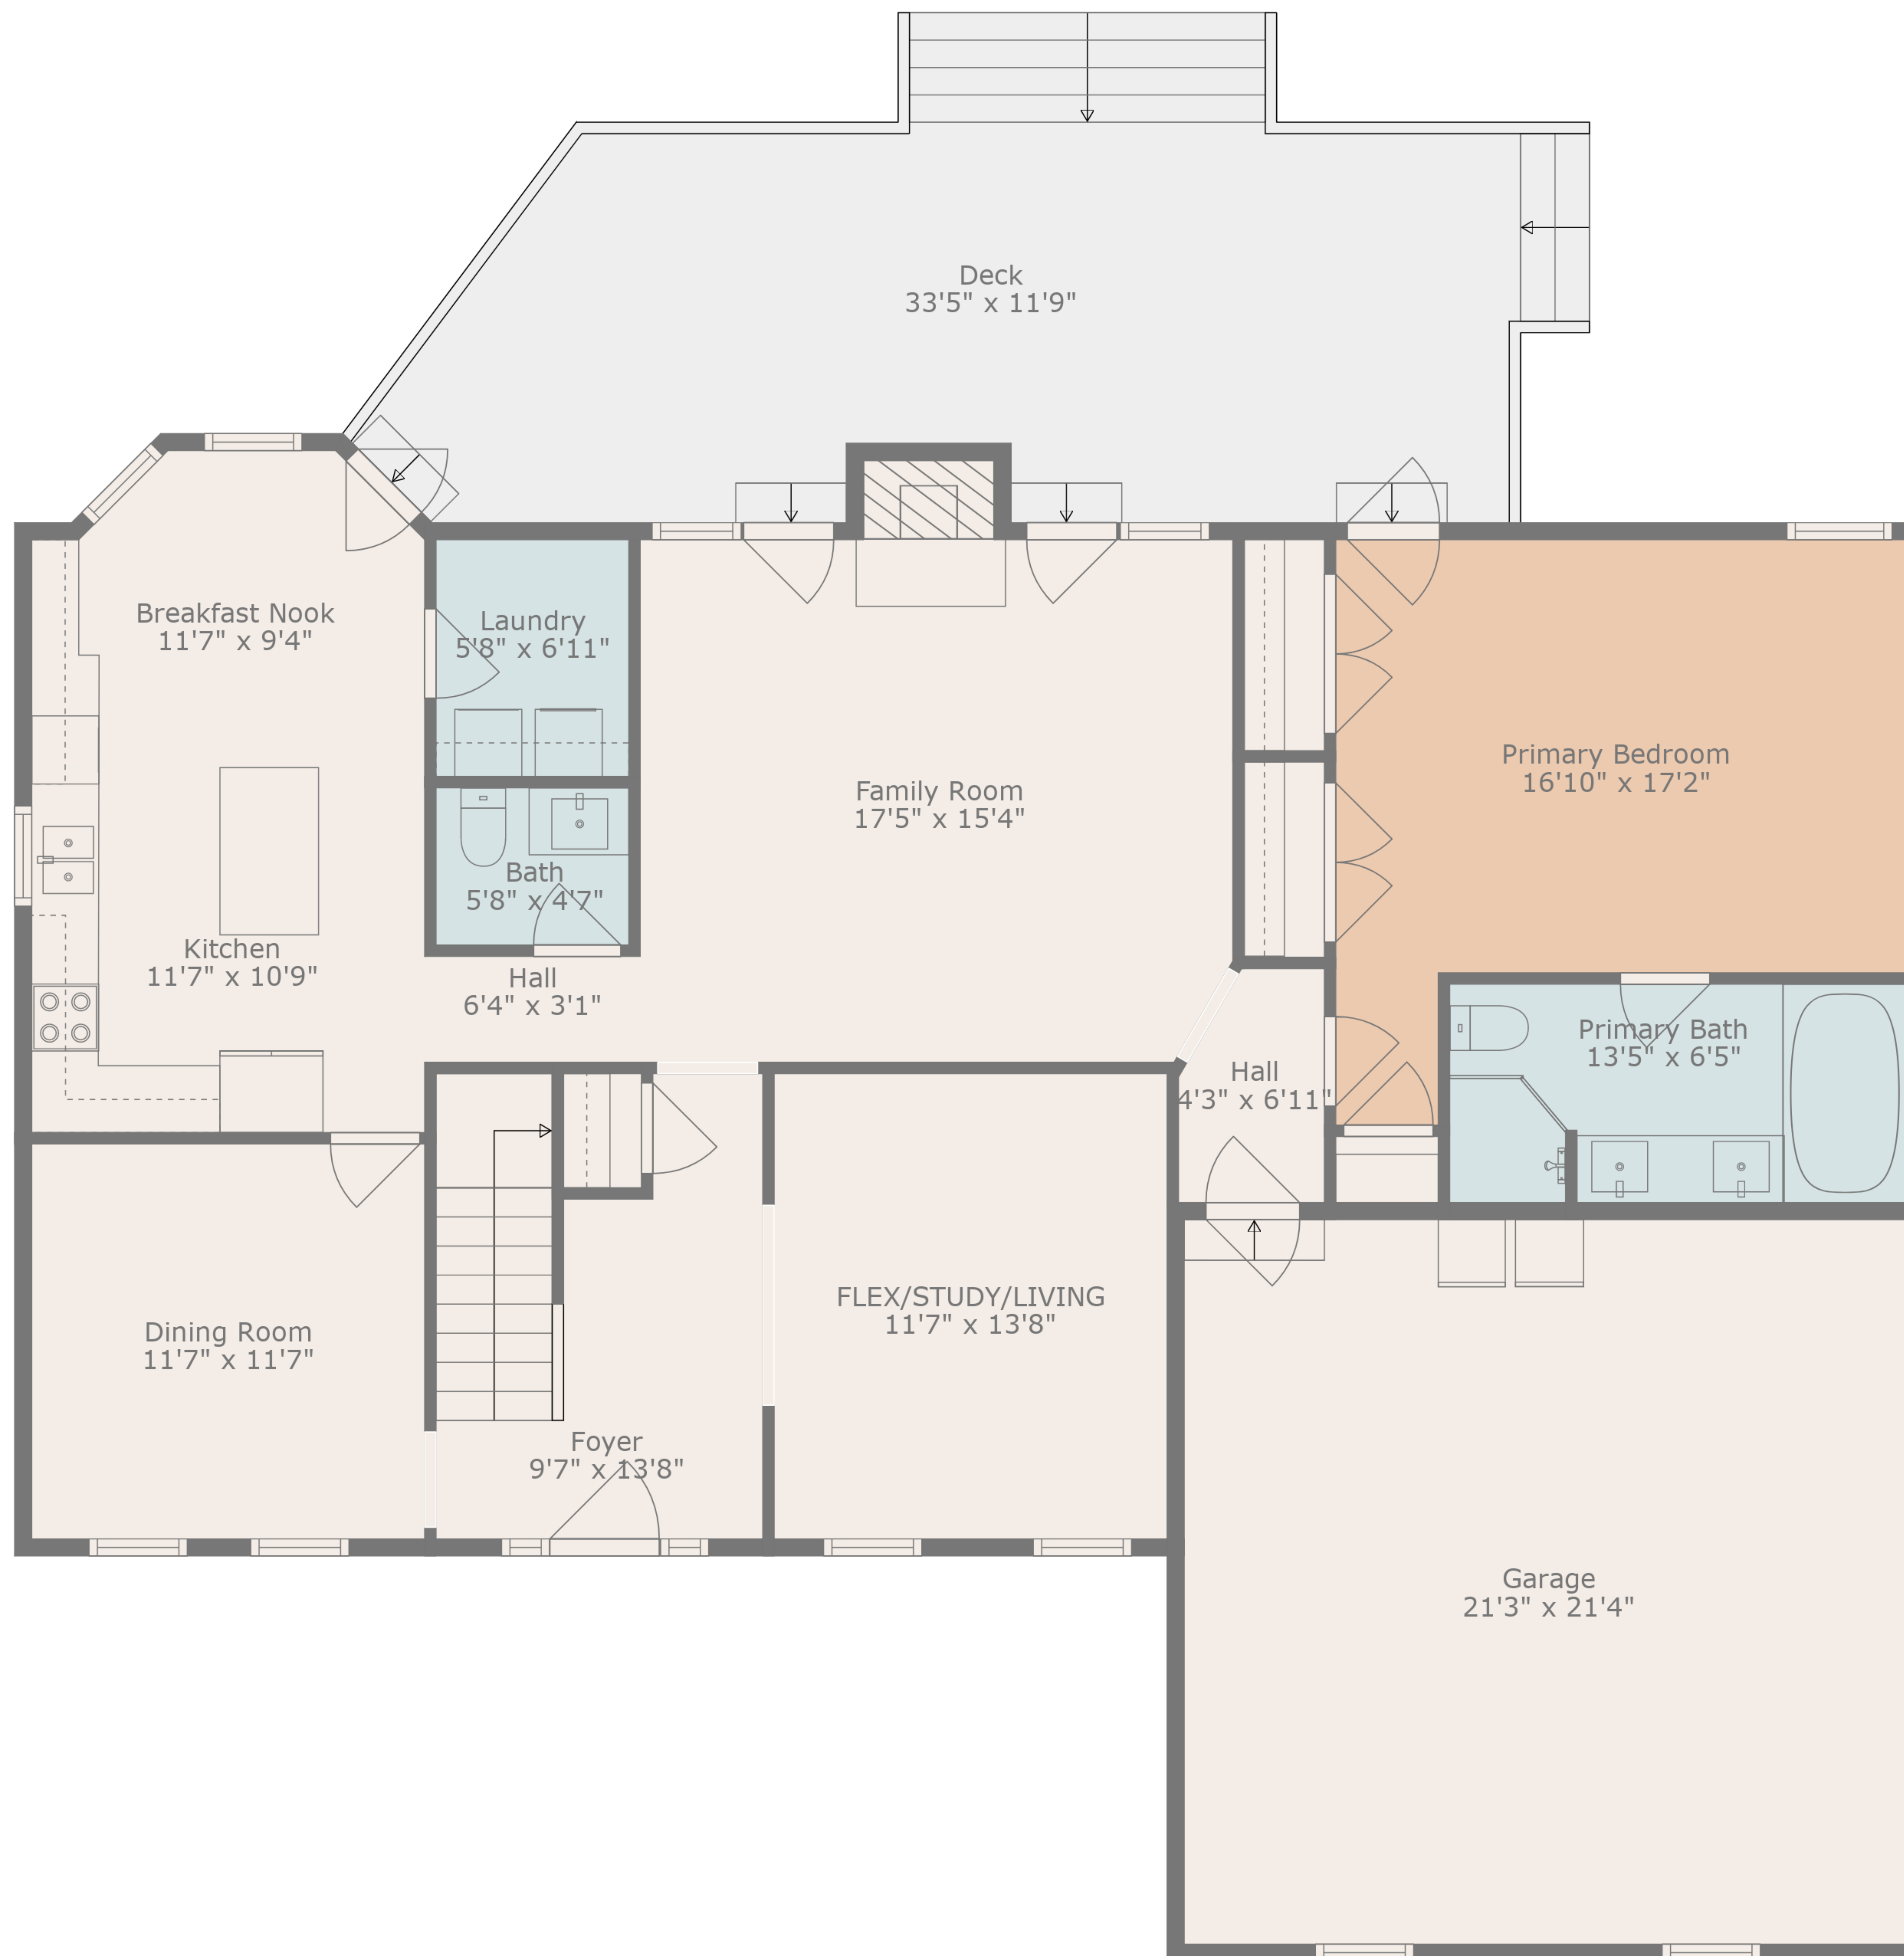 Deck
33'5" x 11'9"
Breakfast Nook
11'7" x 9'4"
Laundry
5'8" x 6'11"
Primary Bedroom
16'10" x 17'2"
Family Room
17'5" x 15'4"
Bath
5'8" x 4'7"
Kitchen
11'7" x 10'9"
Hall
6'4" x 3'1"
Primary Bath
13'5" x 6'5"
Hall
4'3" x 6'11"
FLEX/STUDY/LIVING
11'7" x 13'8"
Dining Room
11'7" x 11'7"
Foyer
9'7" x 13'8"
Garage
21'3" x 21'4"